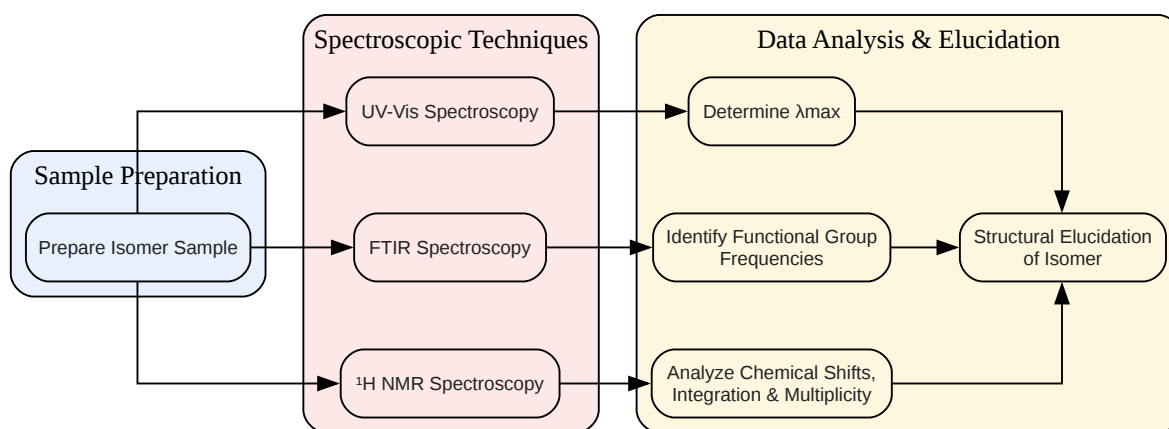 Spectroscopic Techniques
Data Analysis & Elucidation
UV-Vis Spectroscopy
Determine λmax
Sample Preparation
Prepare Isomer Sample
FTIR Spectroscopy
Identify Functional Group
Frequencies
Structural Elucidation
of Isomer
¹H NMR Spectroscopy
Analyze Chemical Shifts,
Integration & Multiplicity